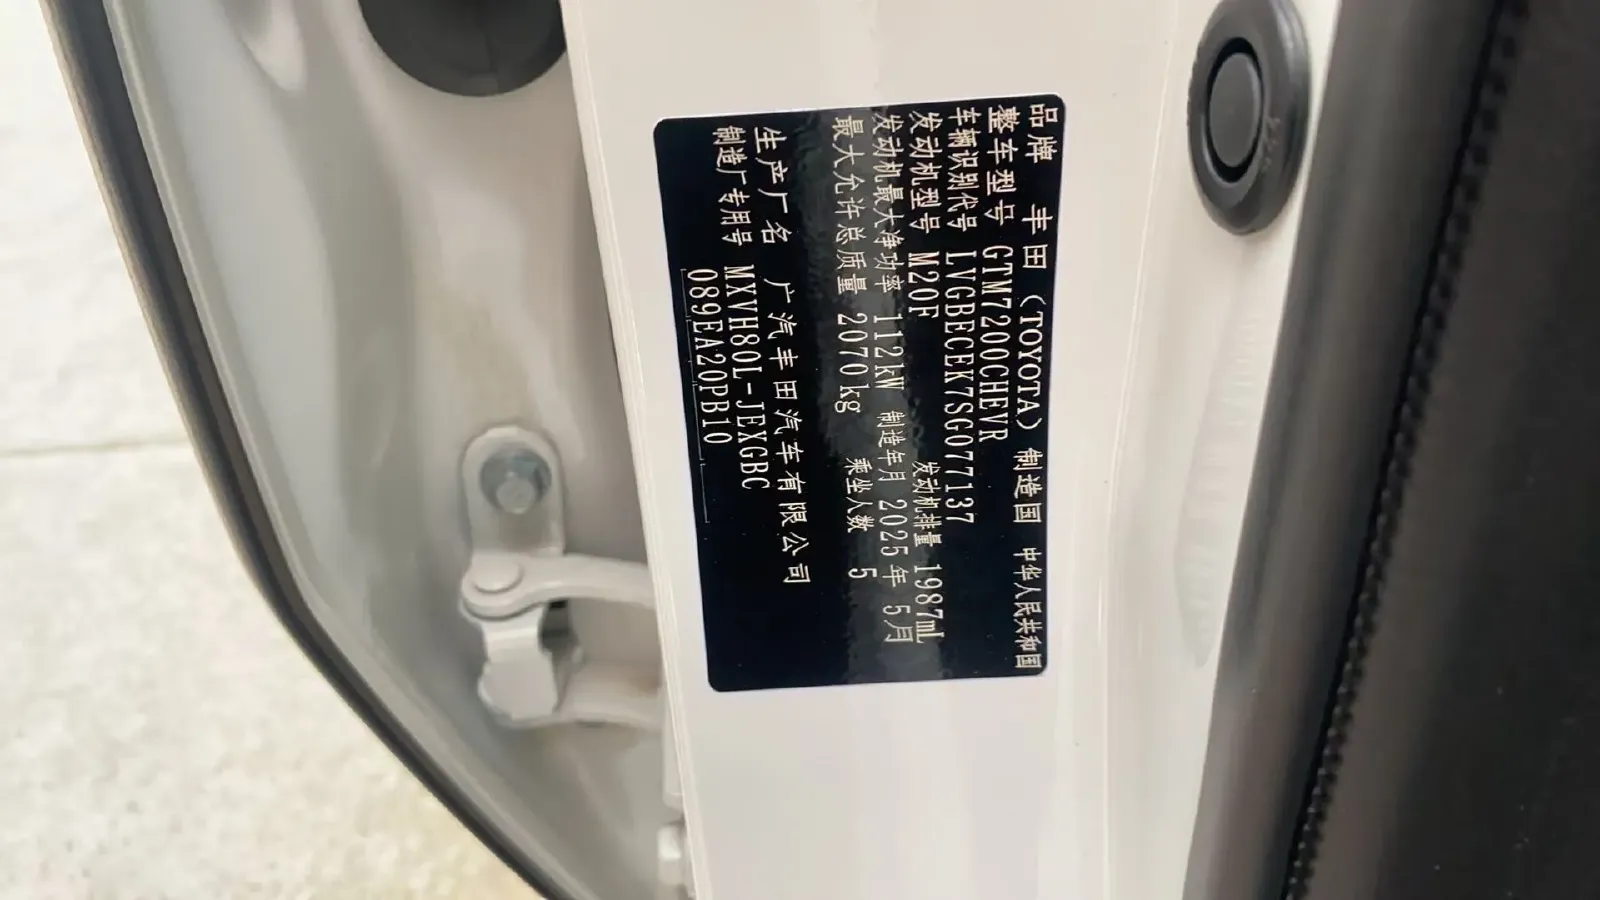 品牌 丰田 (TOYOTA) 制造国 中华人民共和国
整车型号 GTM7200CHEVR
车辆识别代号 LVGBECEK7SG077137
发动机型号 M20F 发动机排量 1987mL
发动机最大净功率 112kW 制造年月 2025年 5月
最大允许总质量 2070kg 乘坐人数 5
生产厂名 广汽丰田汽车有限公司
制造厂专用号 MXVH80L-JEXGBC
089EA20PB10